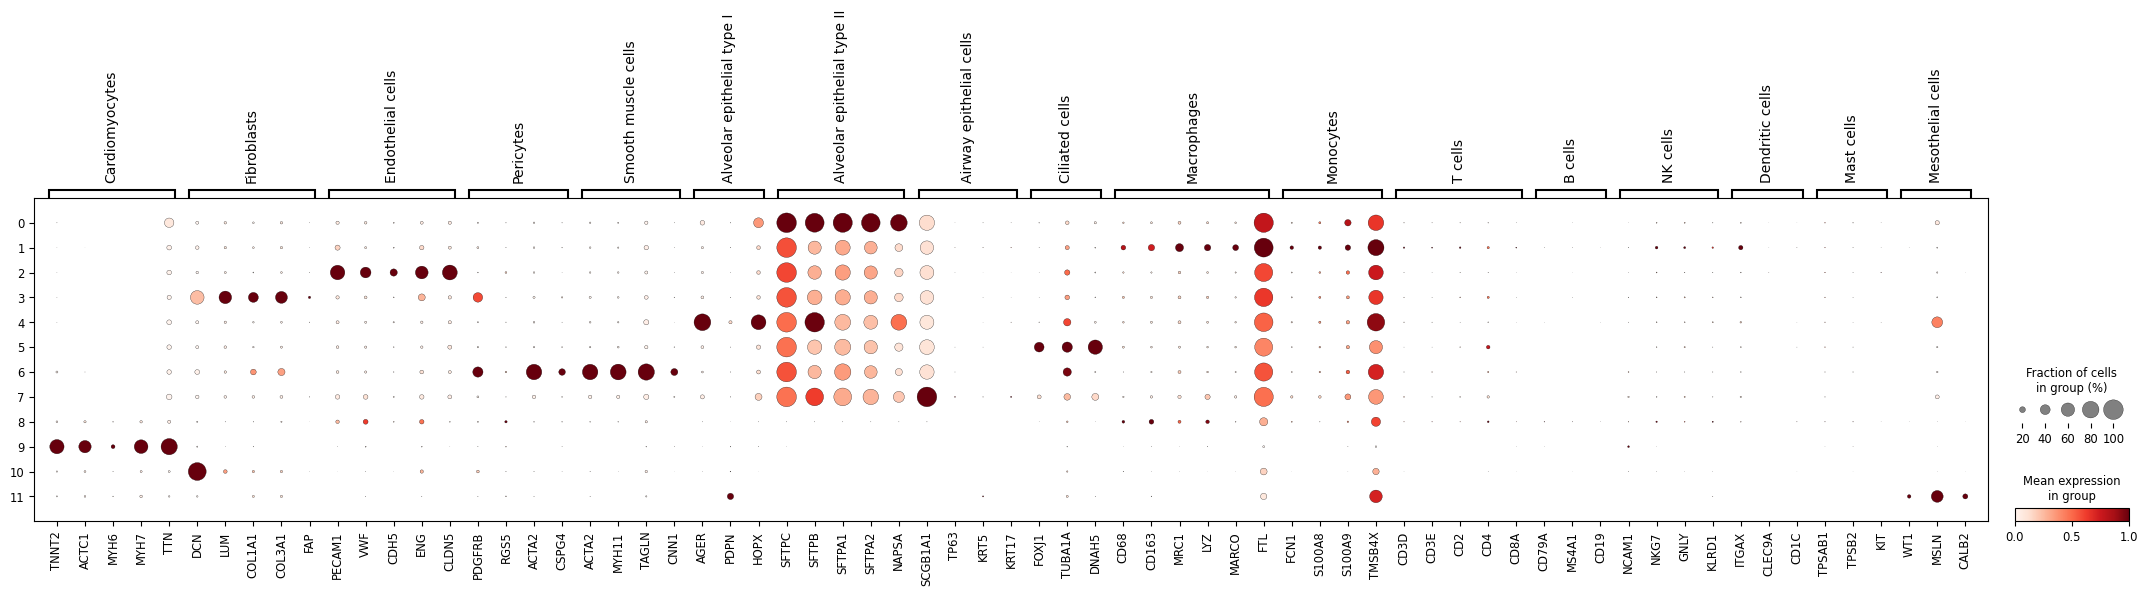 Cardiomyocytes
Fibroblasts
Endothelial cells
Pericytes
Smooth muscle cells
Alveolar epithelial type I
Alveolar epithelial type II
Airway epithelial cells
Ciliated cells
Macrophages
Monocytes
T cells
B cells
NK cells
Dendritic cells
Mast cells
Mesothelial cells
0
1
2
3
4
5
6
7
8
9
10
11
TNNT2
ACTC1
MYH6
MYH7
TTN
DCN
LUM
COL1A1
COL3A1
FAP
PECAM1
VWF
CDH5
ENG
CLDN5
PDGFRB
RGS5
ACTA2
CSPG4
ACTA2
MYH11
TAGLN
CNN1
AGER
PDPN
HOPX
SFTPC
SFTPB
SFTPA1
SFTPA2
NAPSA
SCGB1A1
TP63
KRT5
KRT17
FOXJ1
TUBA1A
DNAH5
CD68
CD163
MRC1
LYZ
MARCO
FTL
FCN1
S100A8
S100A9
TMSB4X
CD3D
CD3E
CD2
CD4
CD8A
CD79A
MS4A1
CD19
NCAM1
NKG7
GNLY
KLRD1
ITGAX
CLEC9A
CD1C
TPSAB1
TPSB2
KIT
WT1
MSLN
CALB2
Fraction of cells
in group (%)
20 40 60 80 100
Mean expression
in group
0.0 0.5 1.0